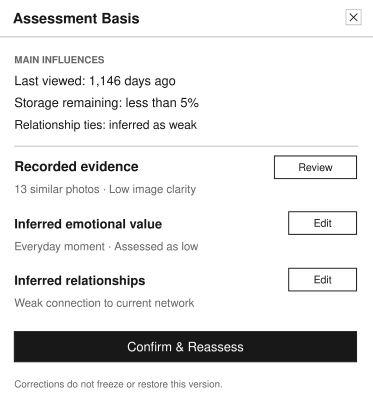 Assessment Basis
MAIN INFLUENCES
Last viewed: 1,146 days ago
Storage remaining: less than 5%
Relationship ties: inferred as weak
Recorded evidence
Review
13 similar photos · Low image clarity
Inferred emotional value
Edit
Everyday moment · Assessed as low
Inferred relationships
Edit
Weak connection to current network
Confirm & Reassess
Corrections do not freeze or restore this version.